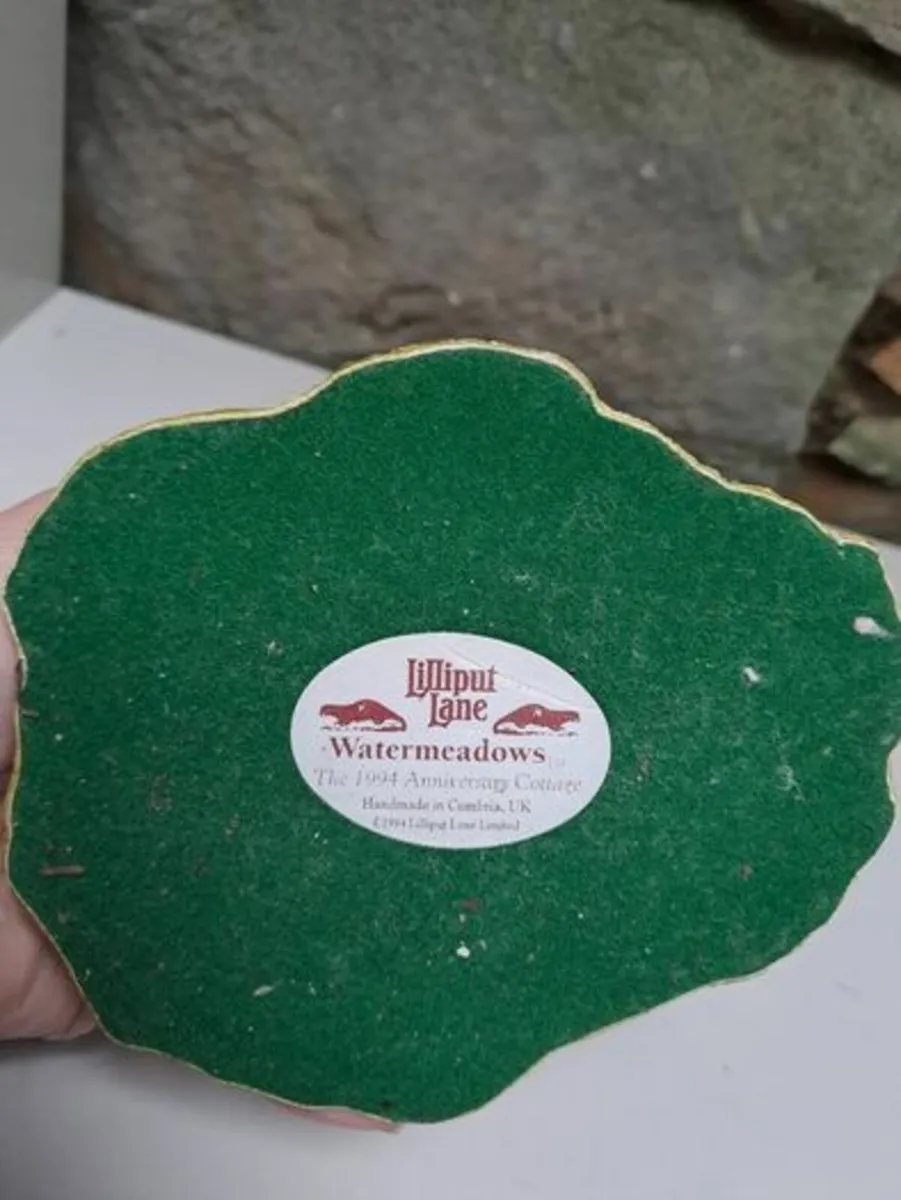 Lilliput
Lane
Watermeadows
The 1994 Anniversary Cottage
Handmade in Cumbria, UK
©1994 Lilliput Lane Limited